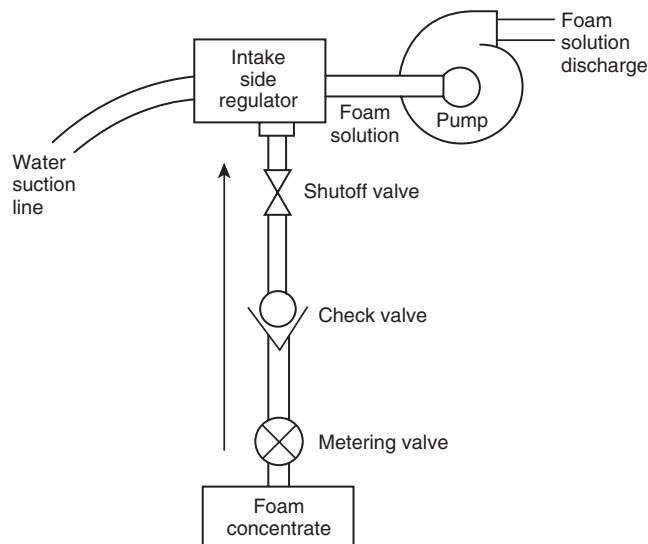 Foam
solution
discharge
Intake
side
regulator
Foam
solution
Pump
Water
suction
line
Shutoff valve
Check valve
Metering valve
Foam
concentrate